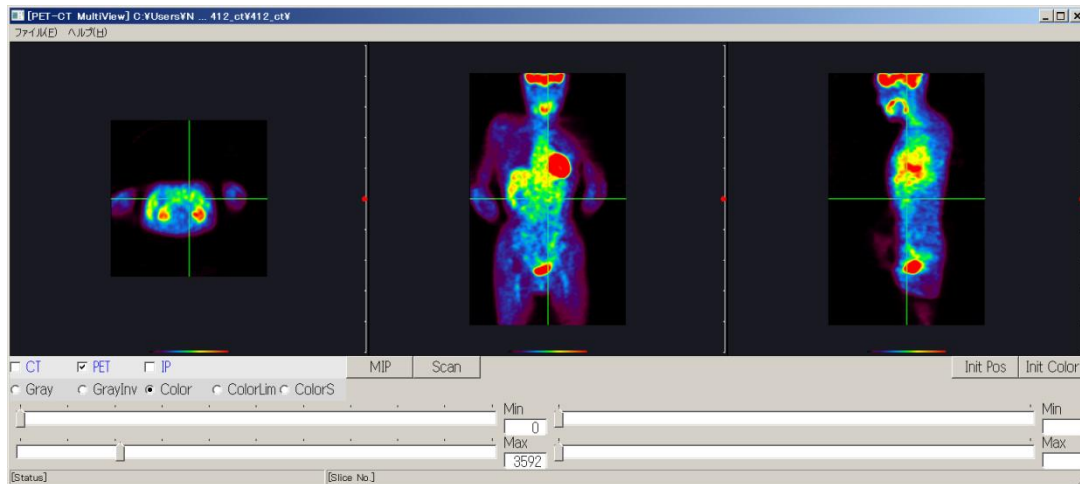 [PET-CT MultiView] C:¥Users¥N ... 412_ct¥412_ct¥
ファイル(F) ヘルプ(H)
CT PET IP MIP Scan Init Pos Init Color
Gray GrayInv Color ColorLim ColorS
Min Min
0
Max Max
3592
[Status] [Slice No.]